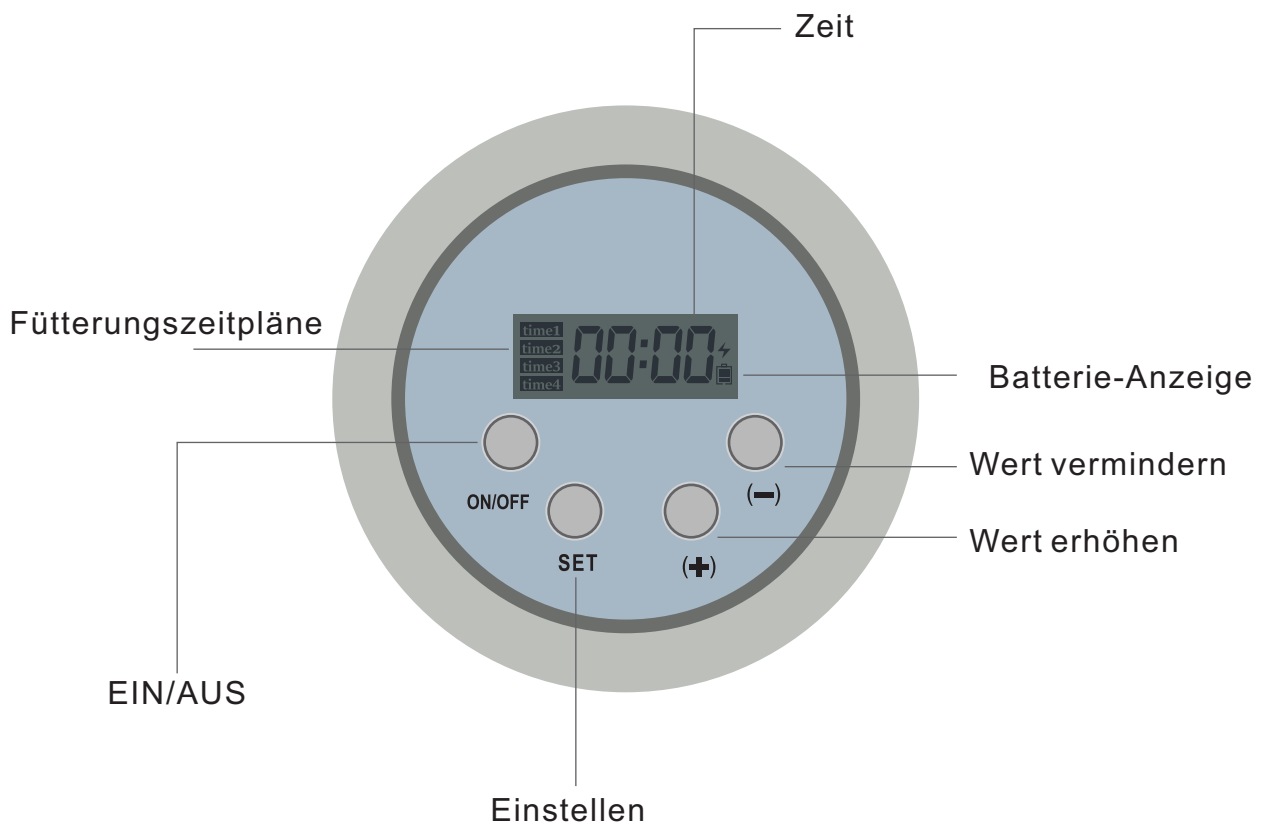 Zeit
Fütterungszeitpläne
time1
time2
time3
time4
00:00
Batterie-Anzeige
Wert vermindern
ON/OFF
(−)
Wert erhöhen
SET
(+)
EIN/AUS
Einstellen